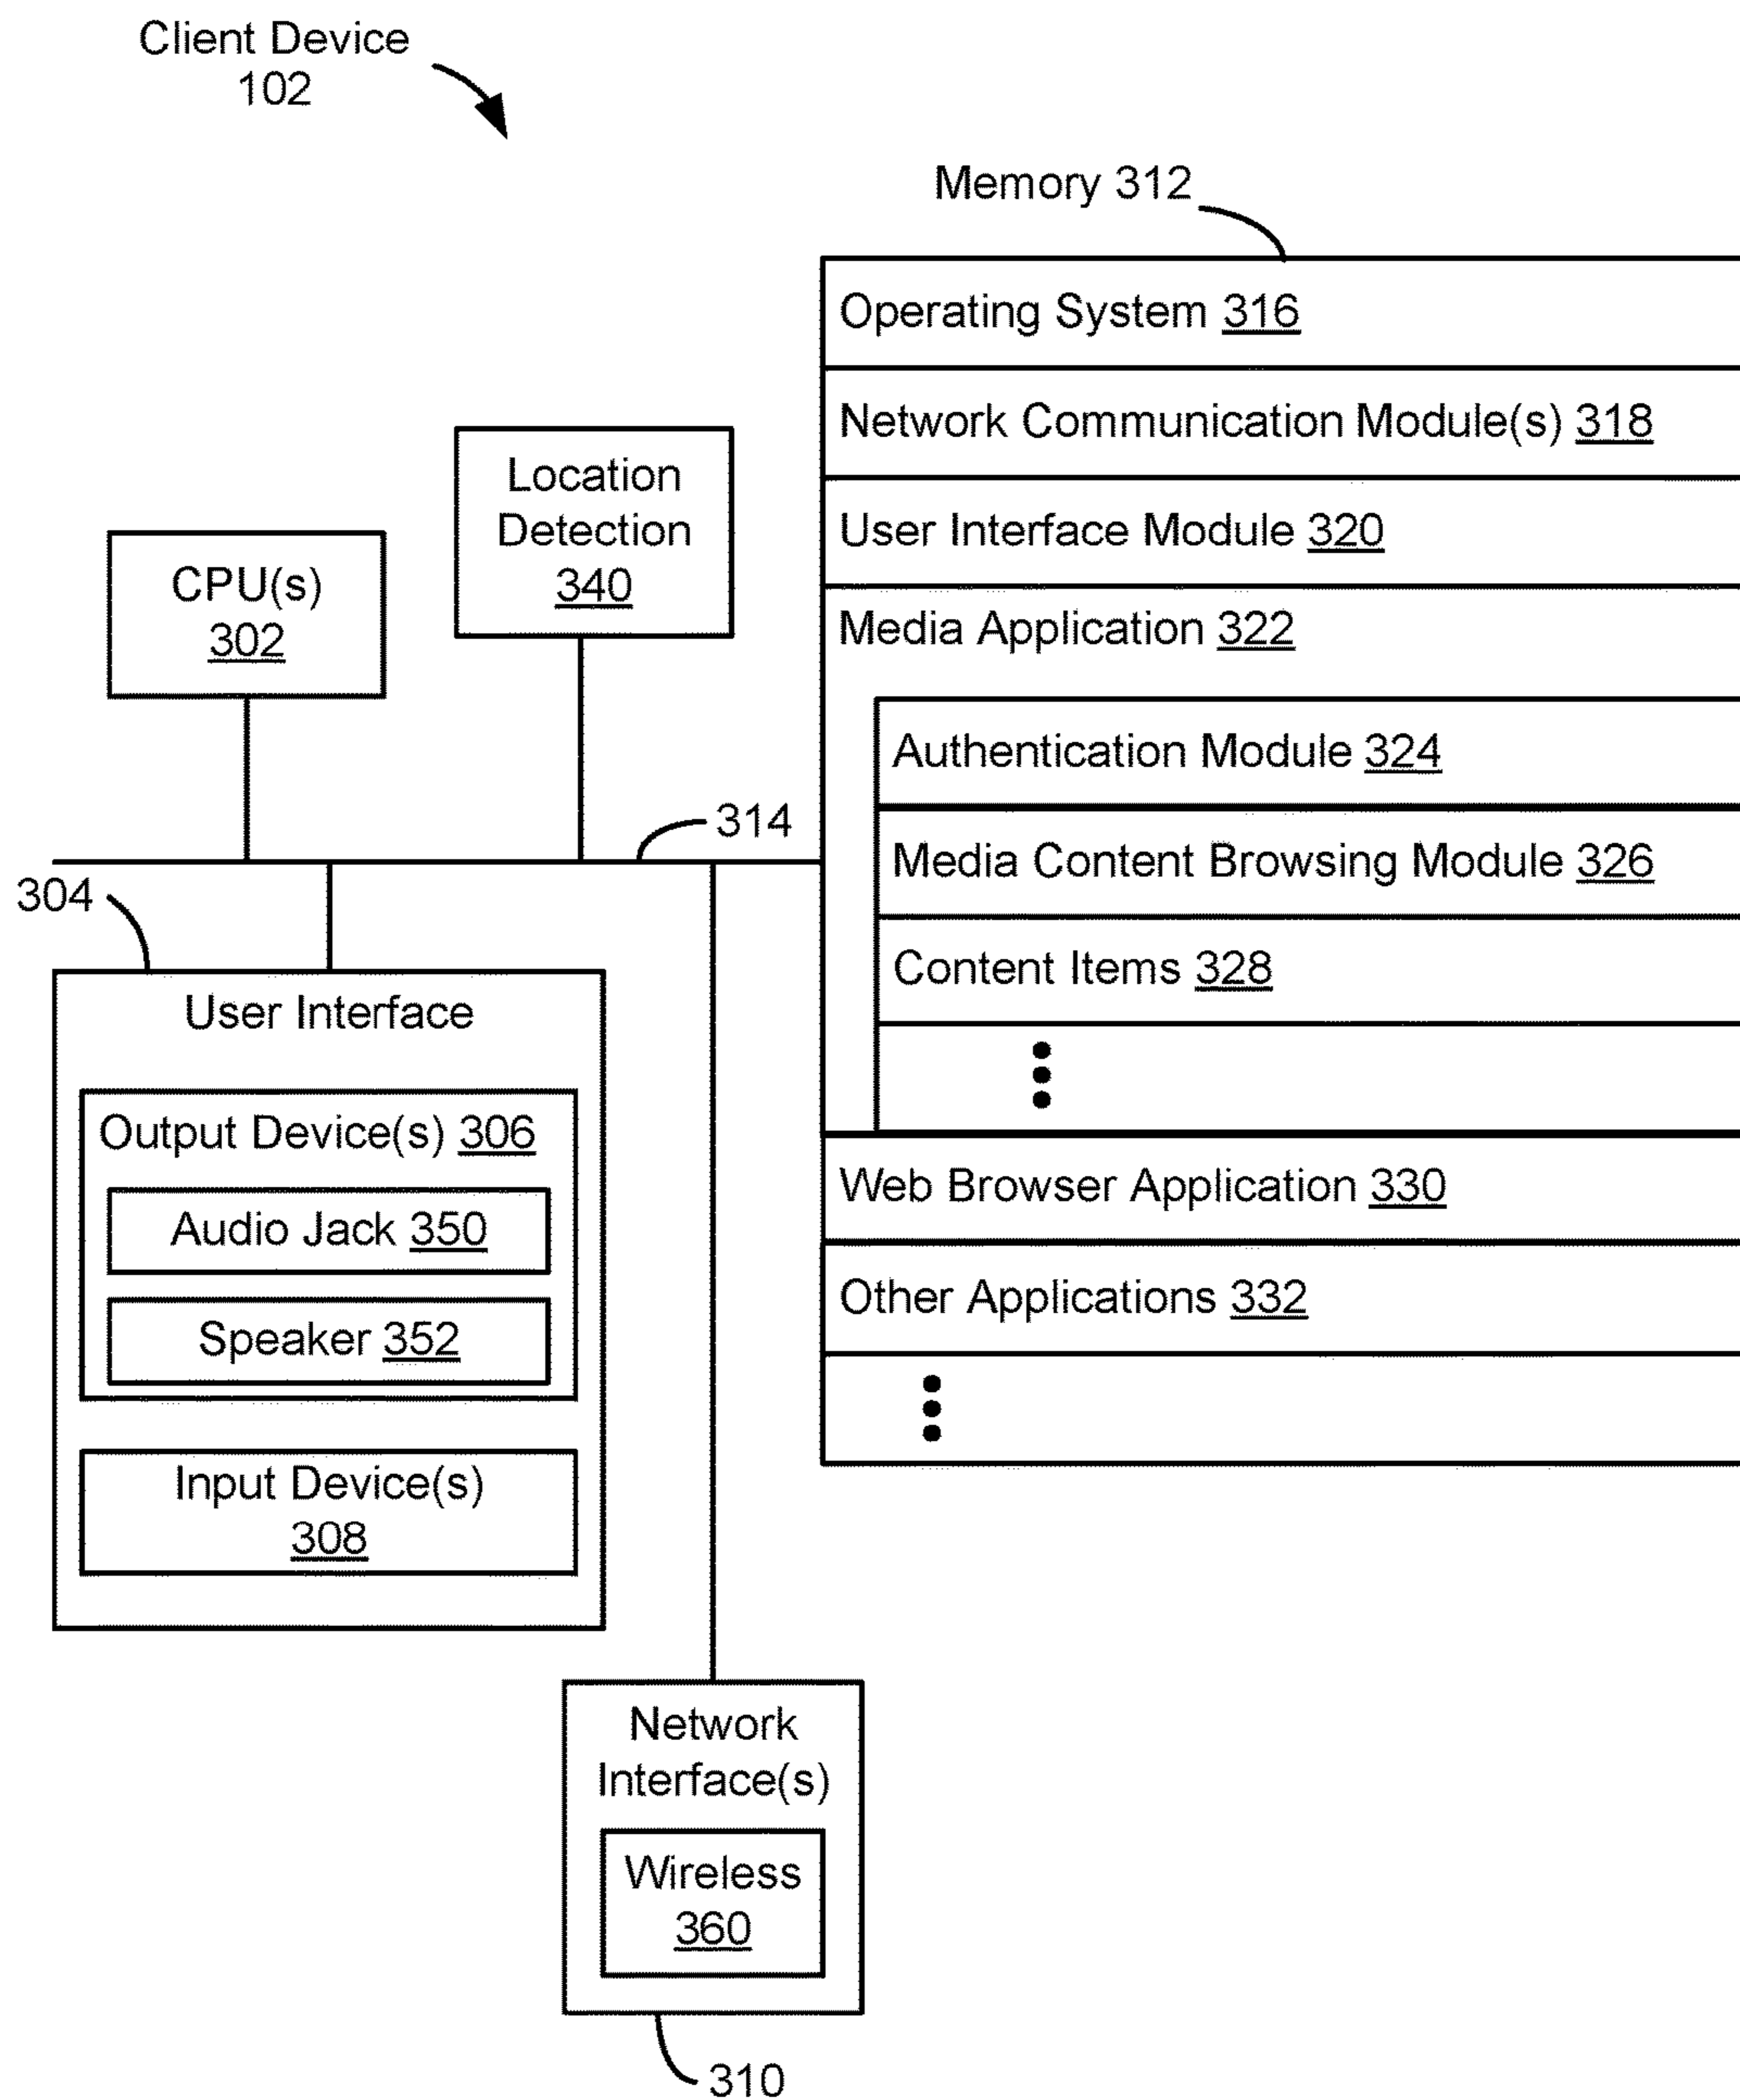 Client Device
102
Memory 312
Operating System 316
Network Communication Module(s) 318
User Interface Module 320
Media Application 322
Authentication Module 324
Media Content Browsing Module 326
Content Items 328
Web Browser Application 330
Other Applications 332
Location
Detection
340
CPU(s)
302
314
304
User Interface
Output Device(s) 306
Audio Jack 350
Speaker 352
Input Device(s)
308
Network
Interface(s)
Wireless
360
310